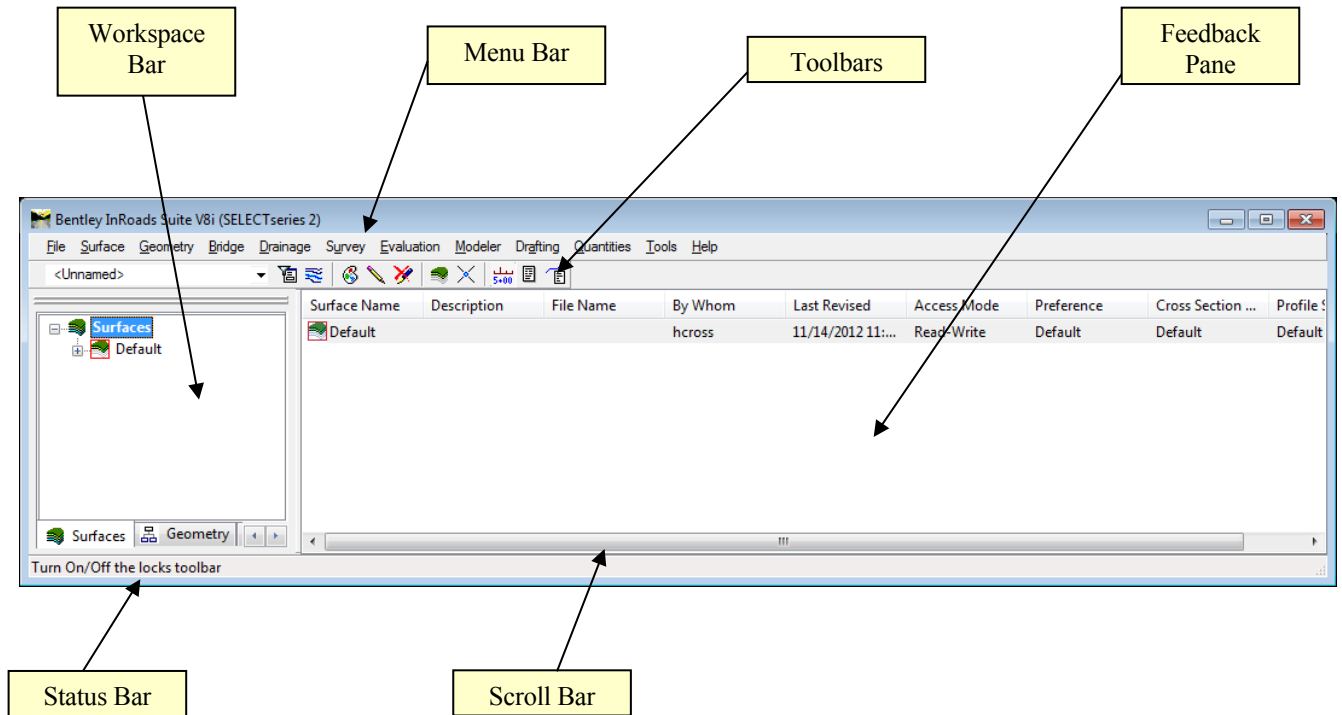 Workspace
Bar
Menu Bar
Toolbars
Feedback
Pane
Bentley InRoads Suite V8i (SELECTseries 2)
File Surface Geometry Bridge Drainage Survey Evaluation Modeler Drafting Quantities Tools Help
<Unnamed>
5+00
Surface Name Description File Name By Whom Last Revised Access Mode Preference Cross Section ... Profile S
Surfaces
Default
Default hcross 11/14/2012 11:... Read-Write Default Default Default
Surfaces Geometry
Turn On/Off the locks toolbar
Status Bar
Scroll Bar